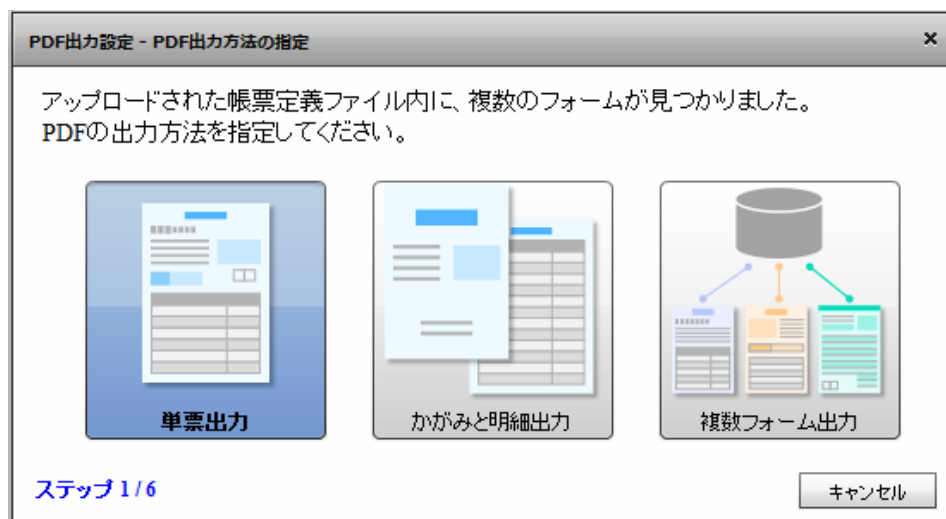 PDF出力設定 - PDF出力方法の指定
×
アップロードされた帳票定義ファイル内に、複数のフォームが見つかりました。
PDFの出力方法を指定してください。
単票出力
かがみと明細出力
複数フォーム出力
ステップ 1 / 6
キャンセル